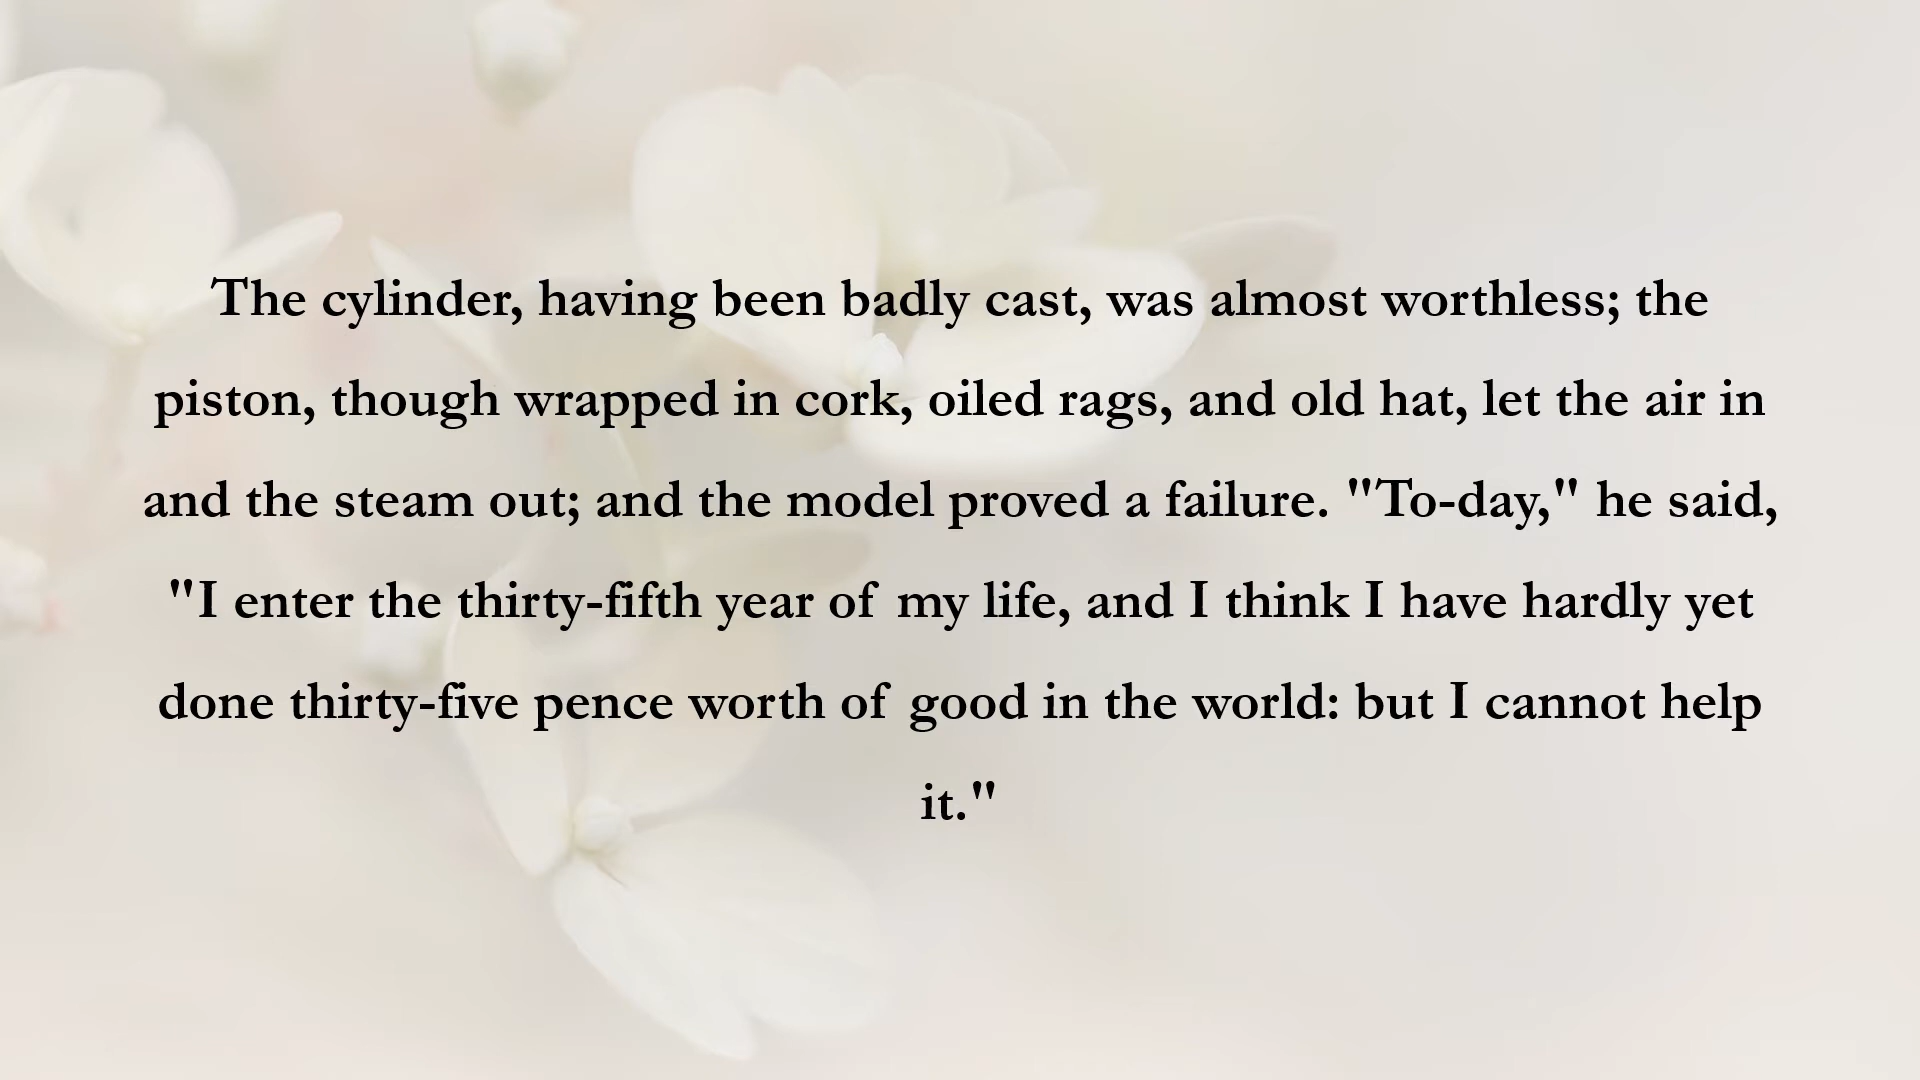 The cylinder, having been badly cast, was almost worthless; the
piston, though wrapped in cork, oiled rags, and old hat, let the air in
and the steam out; and the model proved a failure. "To-day," he said,
"I enter the thirty-fifth year of my life, and I think I have hardly yet
done thirty-five pence worth of good in the world: but I cannot help
it."